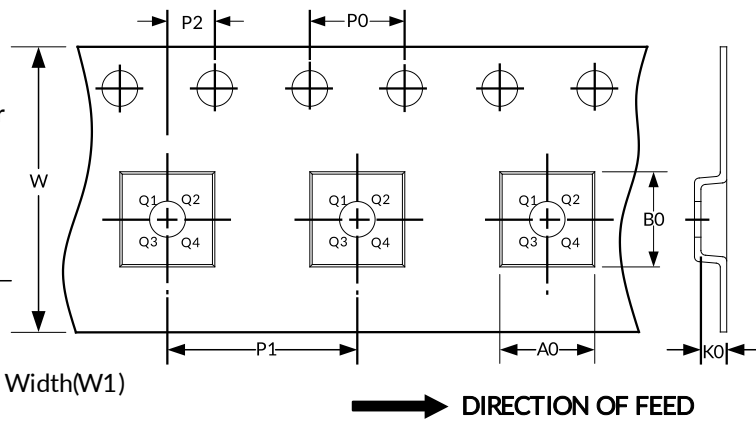 P2 P0
r
W
Q1 Q2 Q1 Q2 Q1 Q2
B0
Q3 Q4 Q3 Q4 Q3 Q4
P1 A0 K0
Width(W1)
DIRECTION OF FEED